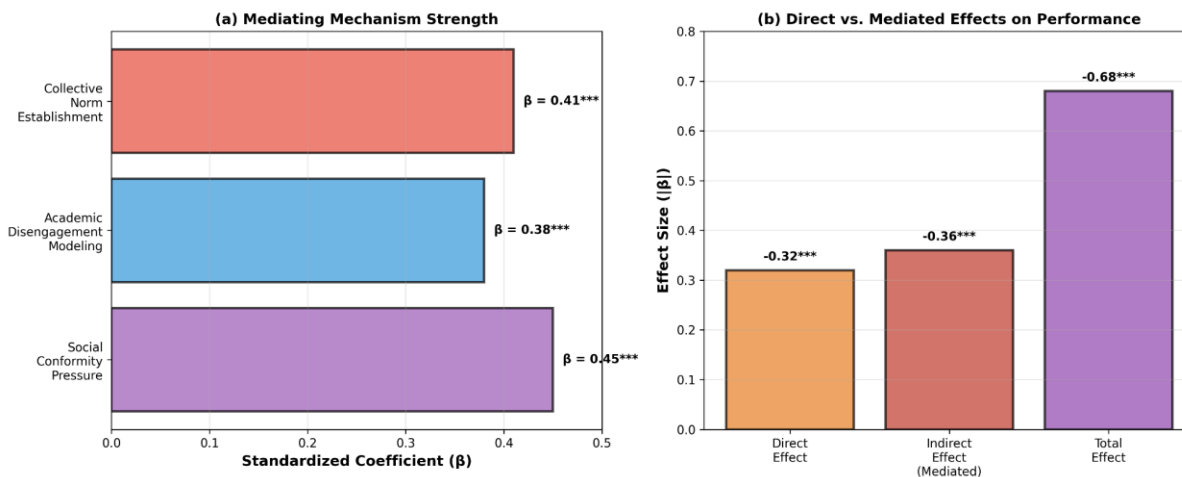 (a) Mediating Mechanism Strength
Collective
Norm
Establishment
β = 0.41***
Academic
Disengagement
Modeling
β = 0.38***
Social
Conformity
Pressure
β = 0.45***
0.0 0.1 0.2 0.3 0.4 0.5
Standardized Coefficient (β)
(b) Direct vs. Mediated Effects on Performance
Effect Size (|β|)
0.8
0.7
0.6
0.5
0.4
0.3
0.2
0.1
0.0
-0.32***
-0.36***
-0.68***
Direct
Effect
Indirect
Effect
(Mediated)
Total
Effect